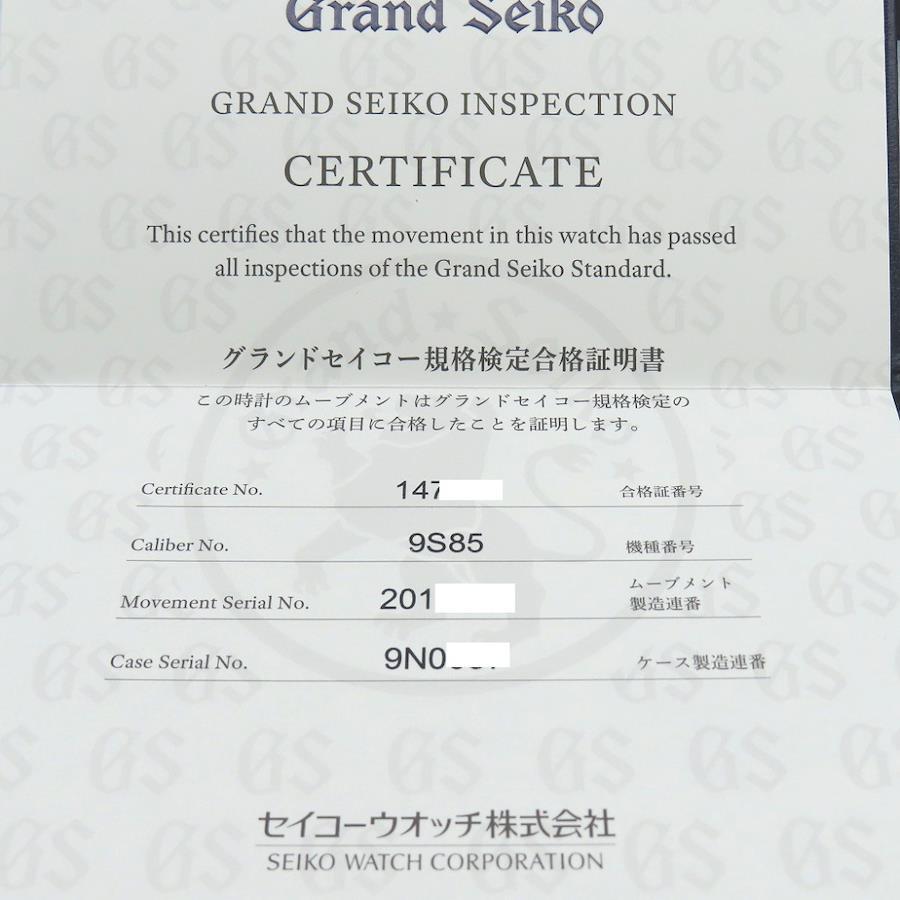 Grand Seiko
GRAND SEIKO INSPECTION
CERTIFICATE
This certifies that the movement in this watch has passed
all inspections of the Grand Seiko Standard.
グランドセイコー規格検定合格証明書
この時計のムーブメントはグランドセイコー規格検定の
すべての項目に合格したことを証明します。
Certificate No. 147 合格証番号
Caliber No. 9S85 機種番号
ムーブメント
Movement Serial No. 201 製造連番
Case Serial No. 9N0 ケース製造連番
セイコーウオッチ株式会社
SEIKO WATCH CORPORATION